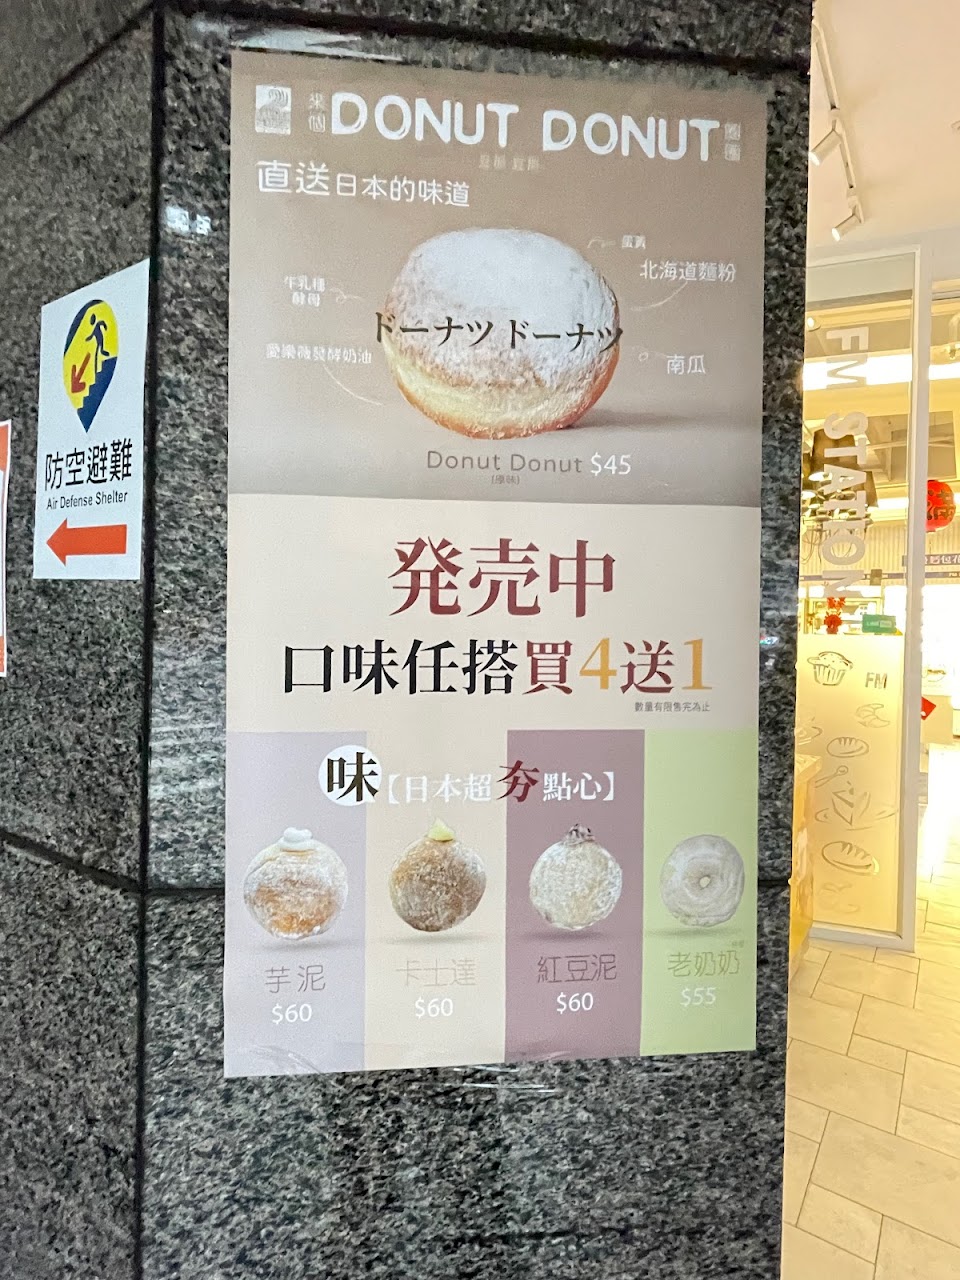 DONUT DONUT
直送日本的味道
蛋黃
北海道麵粉
牛乳種
酵母
ドーナツ ドーナツ
愛樂薇發酵奶油
南瓜
Donut Donut $45
(原味)
発売中
口味任搭買4送1
數量有限售完為止
味【日本超夯點心】
芋泥
$60
卡士達
$60
紅豆泥
$60
老奶奶
$55
防空避難
Air Defense Shelter
FM STATION
FM